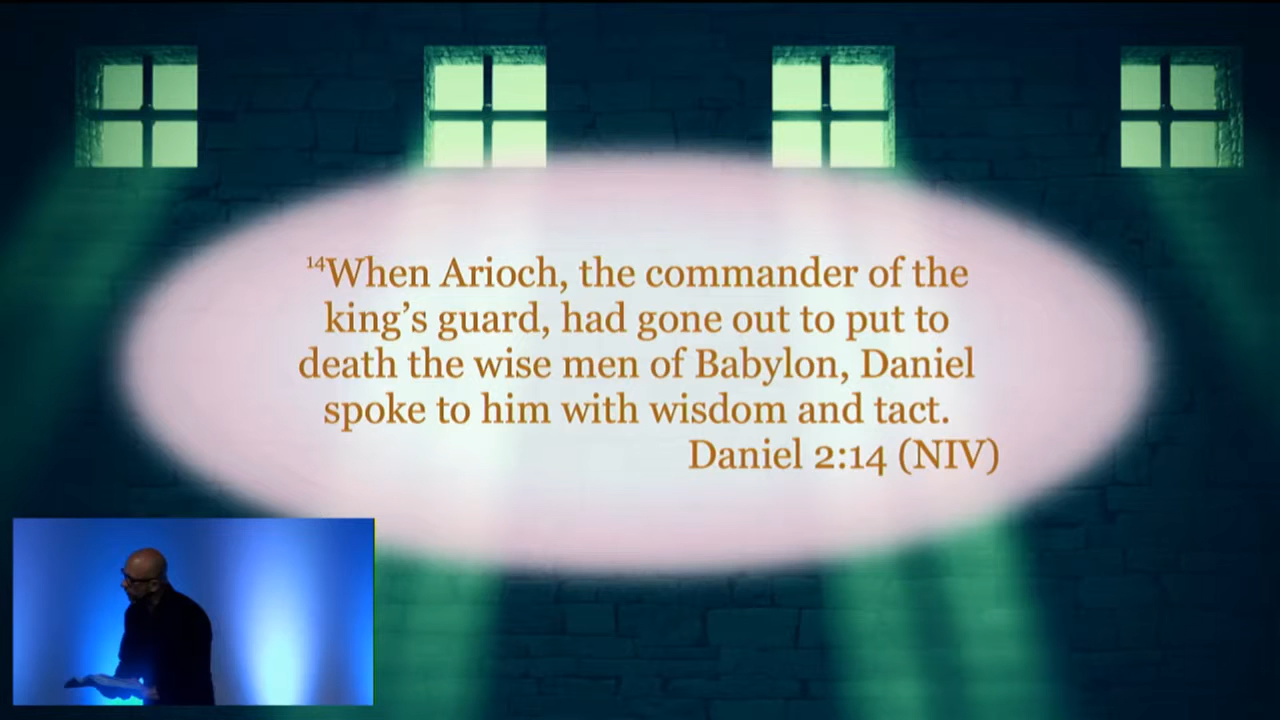 ¹⁴When Arioch, the commander of the
king’s guard, had gone out to put to
death the wise men of Babylon, Daniel
spoke to him with wisdom and tact.
Daniel 2:14 (NIV)